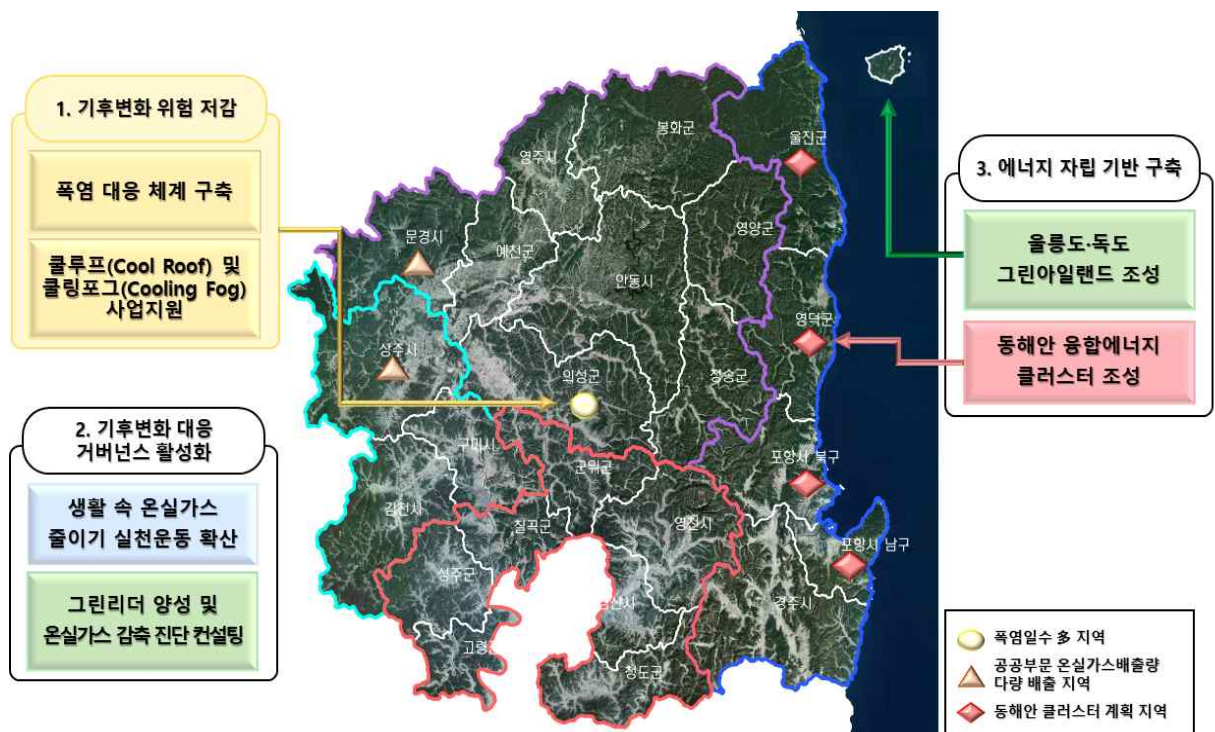 1. 기후변화 위험 저감
폭염 대응 체계 구축
쿨루프(Cool Roof) 및
쿨링포그(Cooling Fog)
사업지원
2. 기후변화 대응
거버넌스 활성화
생활 속 온실가스
줄이기 실천운동 확산
그린리더 양성 및
온실가스 감축 진단 컨설팅
봉화군
울진군
영주시
영양군
문경시
예천군
안동시
영덕군
상주시
의성군
청송군
구미시
군위군
포항시 북구
김천시
칠곡군
영천시
포항시 남구
성주군
경주시
산시
고령
청도군
3. 에너지 자립 기반 구축
울릉도·독도
그린아일랜드 조성
동해안 융합에너지
클러스터 조성
폭염일수 多 지역
공공부문 온실가스배출량
다량 배출 지역
동해안 클러스터 계획 지역